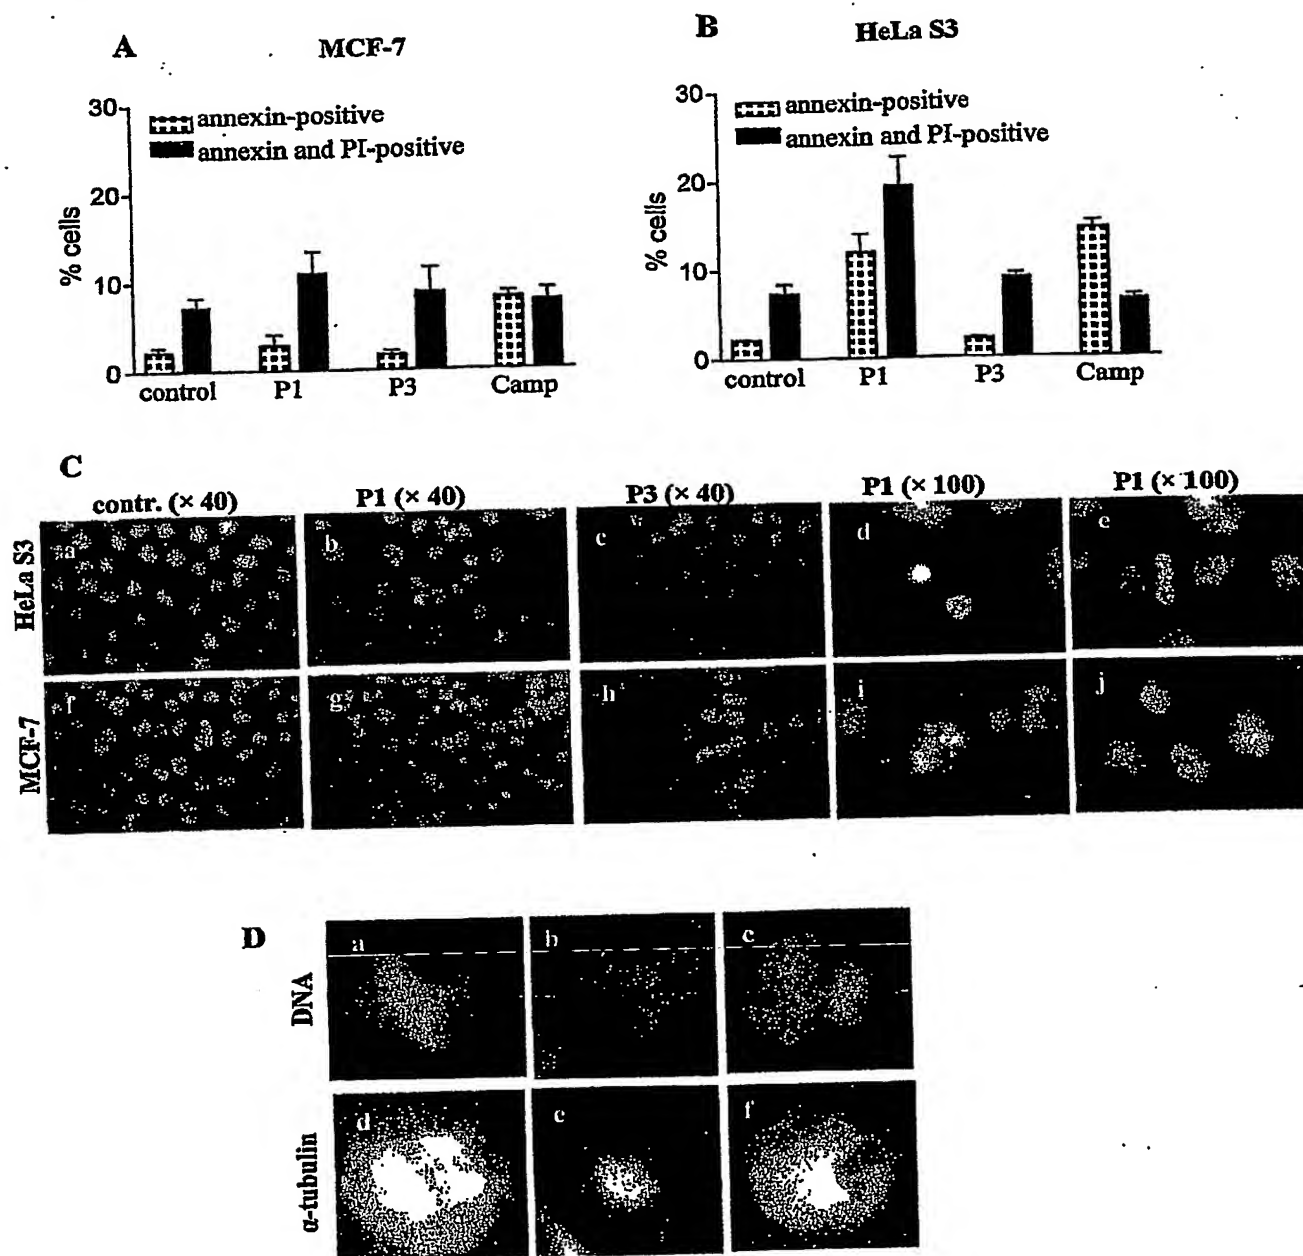 A
MCF-7
30
annexin-positive
annexin and PI-positive
20
% cells
10
0
control P1 P3 Camp
B
HeLa S3
30
annexin-positive
annexin and PI-positive
20
% cells
10
0
control P1 P3 Camp
C
contr. (× 40) P1 (× 40) P3 (× 40) P1 (× 100) P1 (× 100)
HeLa S3
a b c d e
MCF-7
f g h i j
D
DNA
a b c
α-tubulin
d e f